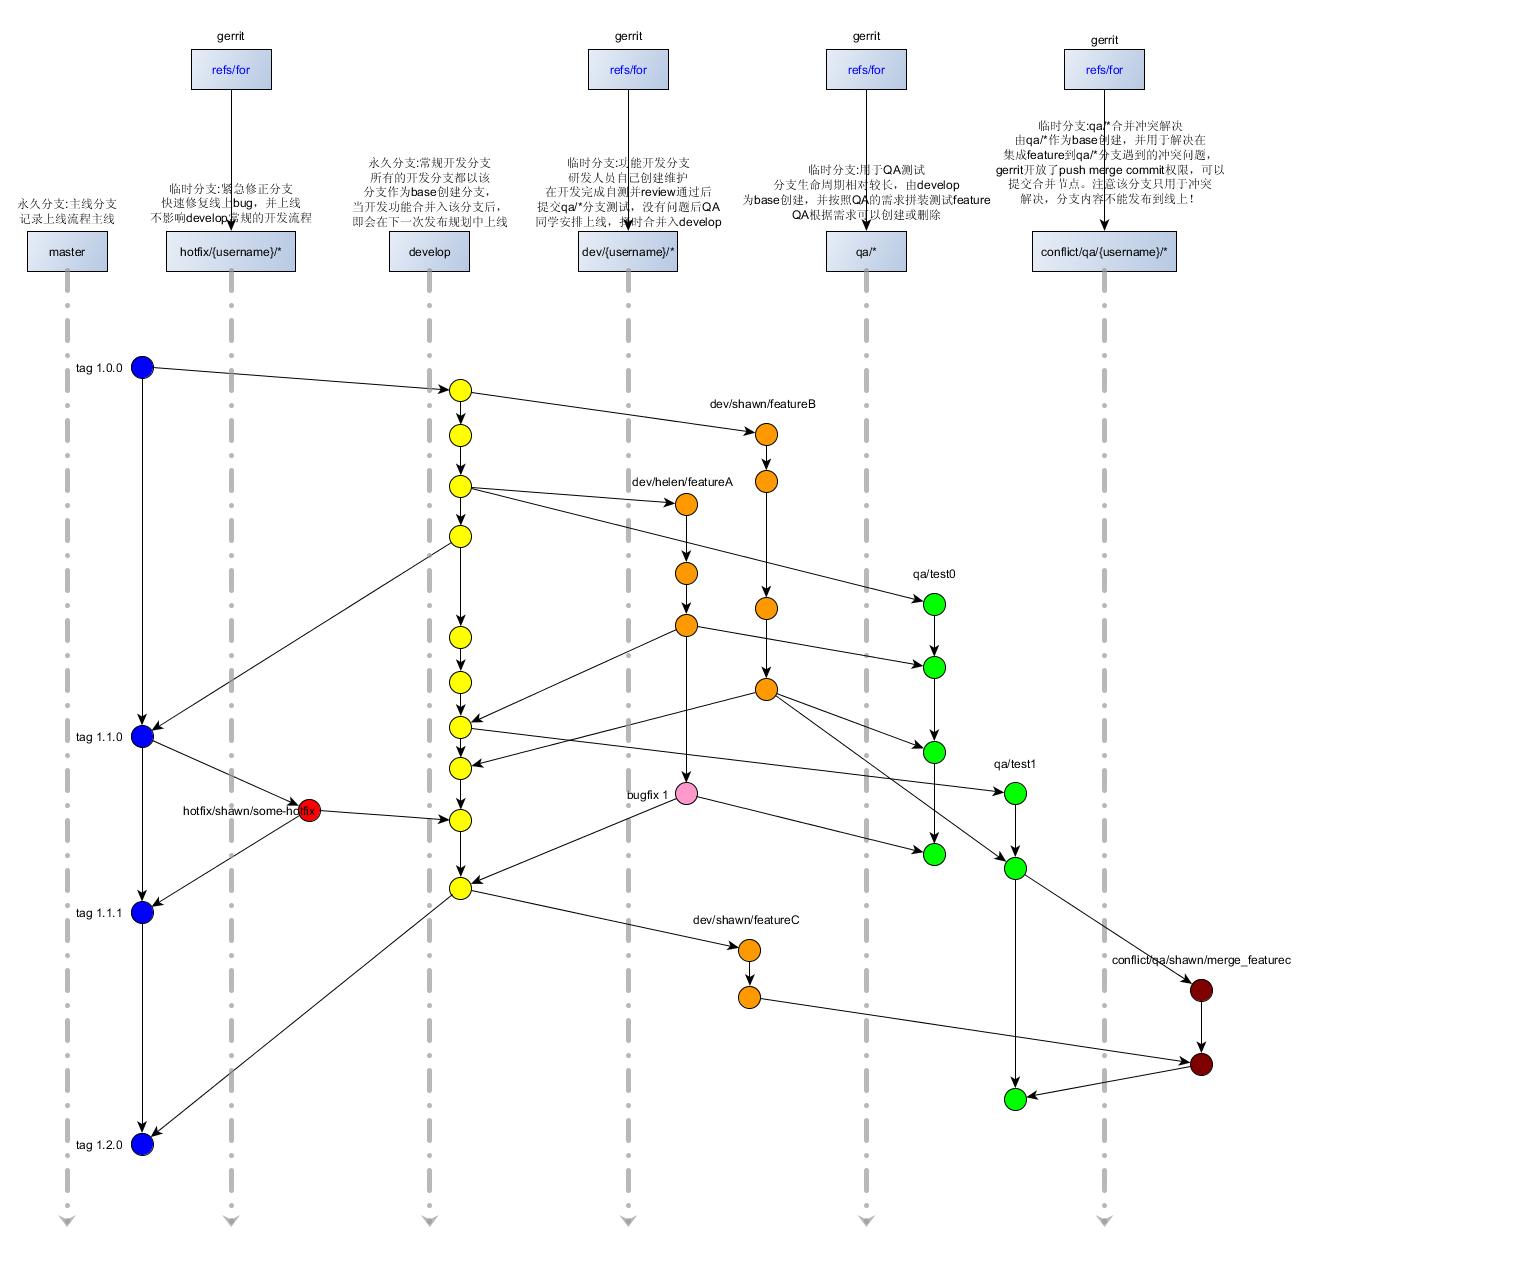 gerrit
gerrit
gerrit
gerrit
refs/for
refs/for
refs/for
refs/for
永久分支:主线分支
记录上线流程主线
临时分支:紧急修正分支
快速修复线上bug，并上线
不影响develop常规的开发流程
永久分支:常规开发分支
所有的开发分支都以该
分支作为base创建分支，
当开发功能合并入该分支后，
即会在下一次发布规划中上线
临时分支:功能开发分支
研发人员自己创建维护
在开发完成自测并review通过后
提交qa/*分支测试，没有问题后QA
同学安排上线，择时合并入develop
临时分支:用于QA测试
分支生命周期相对较长，由develop
为base创建，并按照QA的需求拼装测试feature
QA根据需求可以创建或删除
临时分支:qa/*合并冲突解决
由qa/*作为base创建，并用于解决在
集成feature到qa/*分支遇到的冲突问题，
gerrit开放了push merge commit权限，可以
提交合并节点。注意该分支只用于冲突
解决，分支内容不能发布到线上！
master
hotfix/{username}/*
develop
dev/{username}/*
qa/*
conflict/qa/{username}/*
tag 1.0.0
dev/shawn/featureB
dev/helen/featureA
qa/test0
tag 1.1.0
qa/test1
bugfix 1
hotfix/shawn/some-hotfix
tag 1.1.1
dev/shawn/featureC
conflict/qa/shawn/merge_featurec
tag 1.2.0